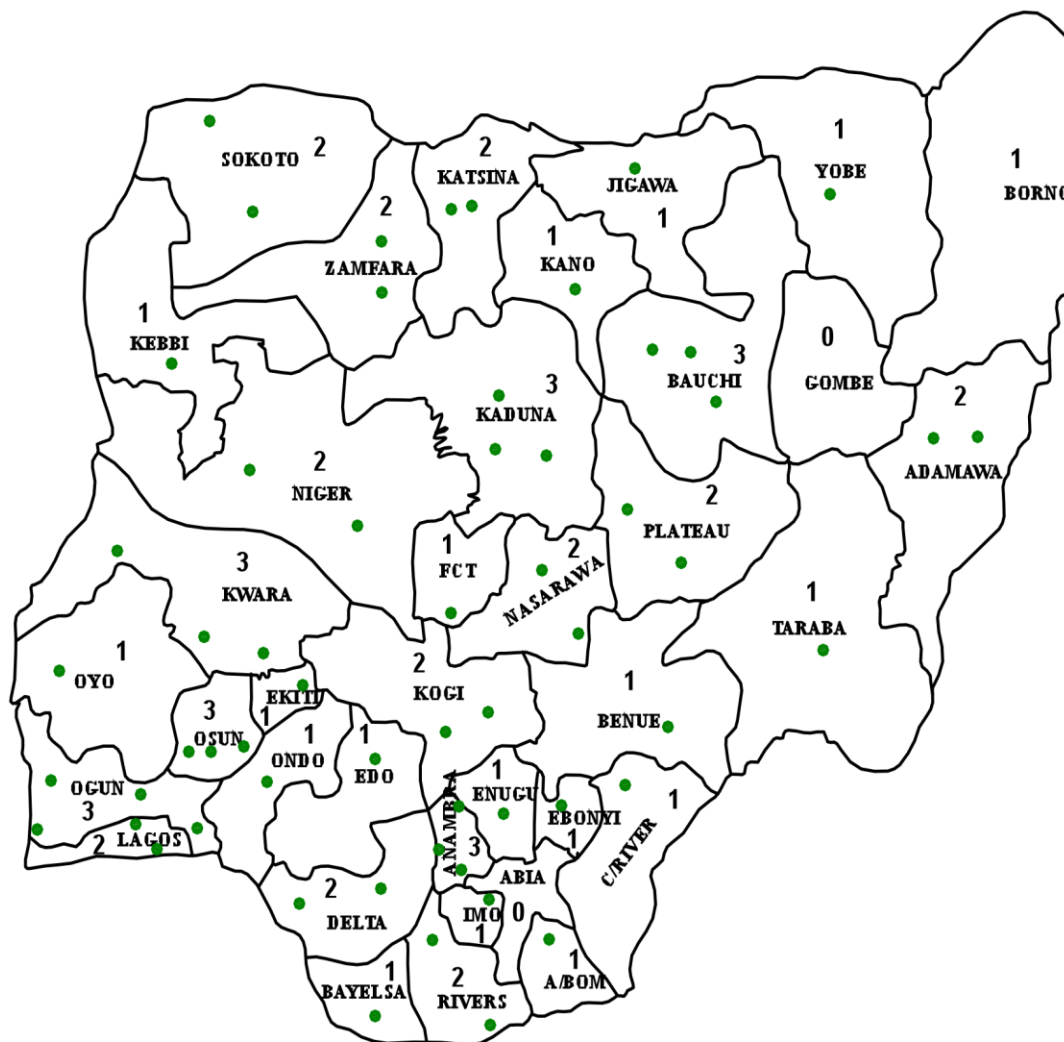 1
YOBE
1
BORNO
2
SOKOTO
2
KATSINA
JIGAWA
1
2
ZAMFARA
1
KANO
1
KEBBI
3
BAUCHI
0
GOMBE
3
KADUNA
2
ADAMAWA
2
NIGER
2
PLATEAU
1
FCT
2
NASARAWA
3
KWARA
1
TARABA
1
OYO
2
KOGI
1
BENUE
EKITI
1
3
OSUN
1
ONDO
1
EDO
OGUN
3
2
LAGOS
ANAMBRA
3
1
ENUGU
EBONYI
1
1
C/RIVER
ABIA
0
2
DELTA
IMO
1
1
BAYELSA
2
RIVERS
1
A/BOM